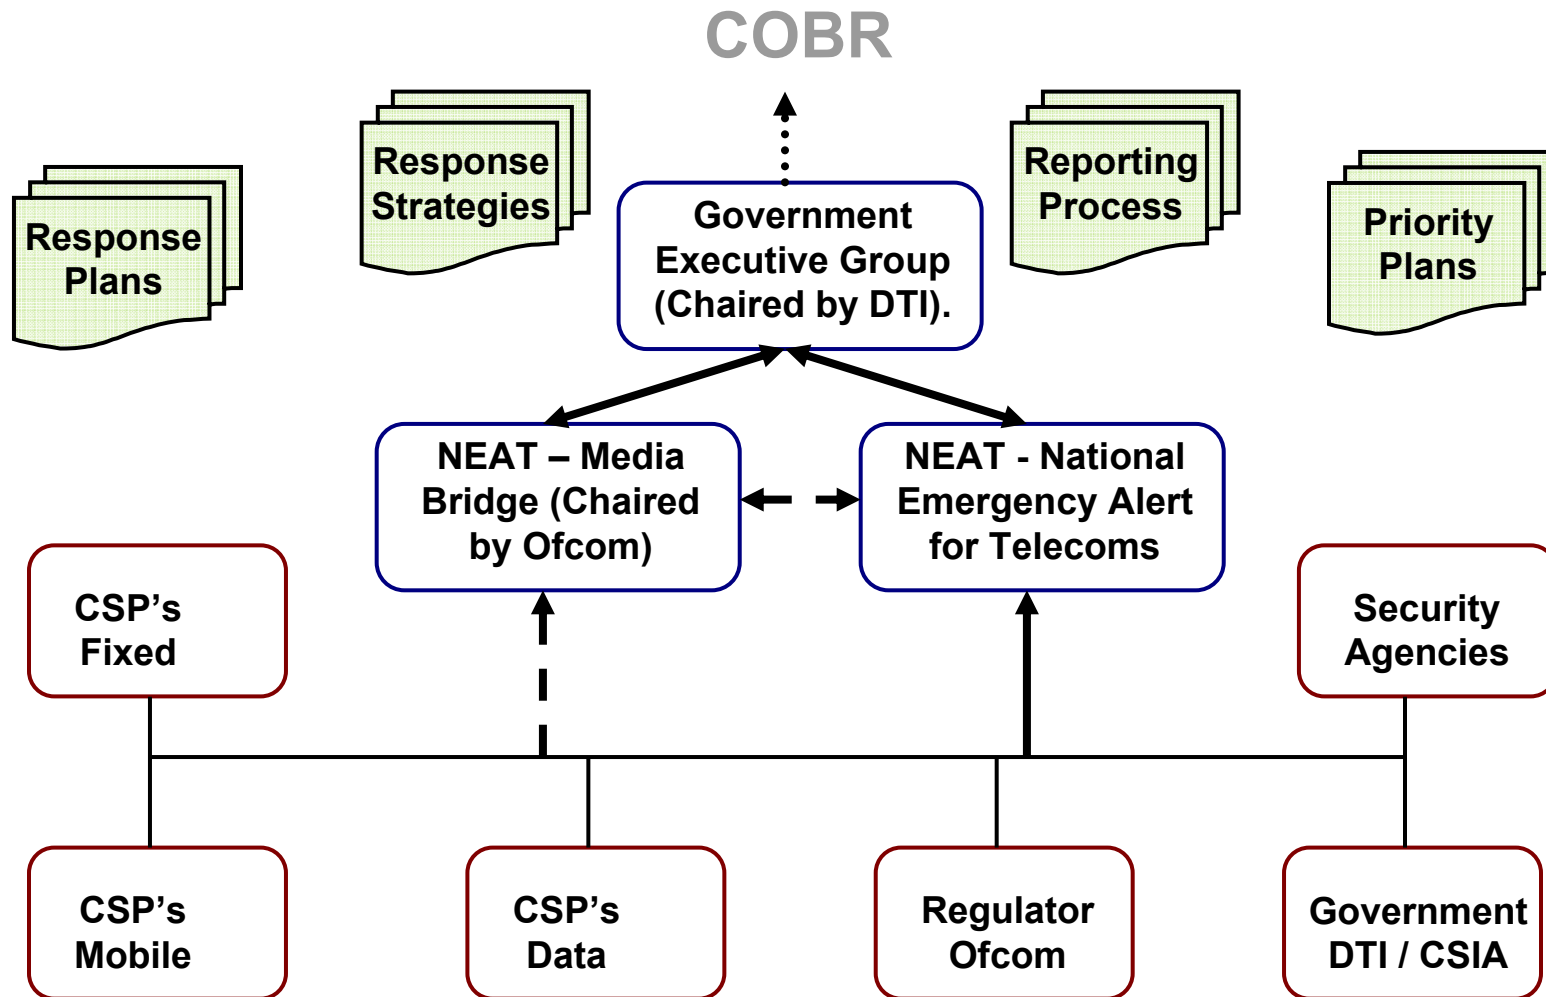 COBR
Response
Strategies
Reporting
Process
Response
Plans
Government
Executive Group
(Chaired by DTI).
Priority
Plans
NEAT – Media
Bridge (Chaired
by Ofcom)
NEAT - National
Emergency Alert
for Telecoms
CSP’s
Fixed
Security
Agencies
CSP’s
Mobile
CSP’s
Data
Regulator
Ofcom
Government
DTI / CSIA